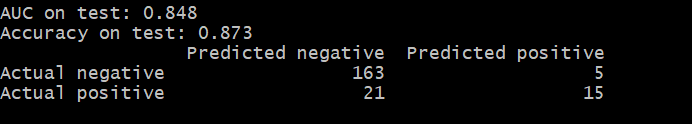 AUC on test: 0.848
Accuracy on test: 0.873
Predicted negative Predicted positive
Actual negative 163 5
Actual positive 21 15